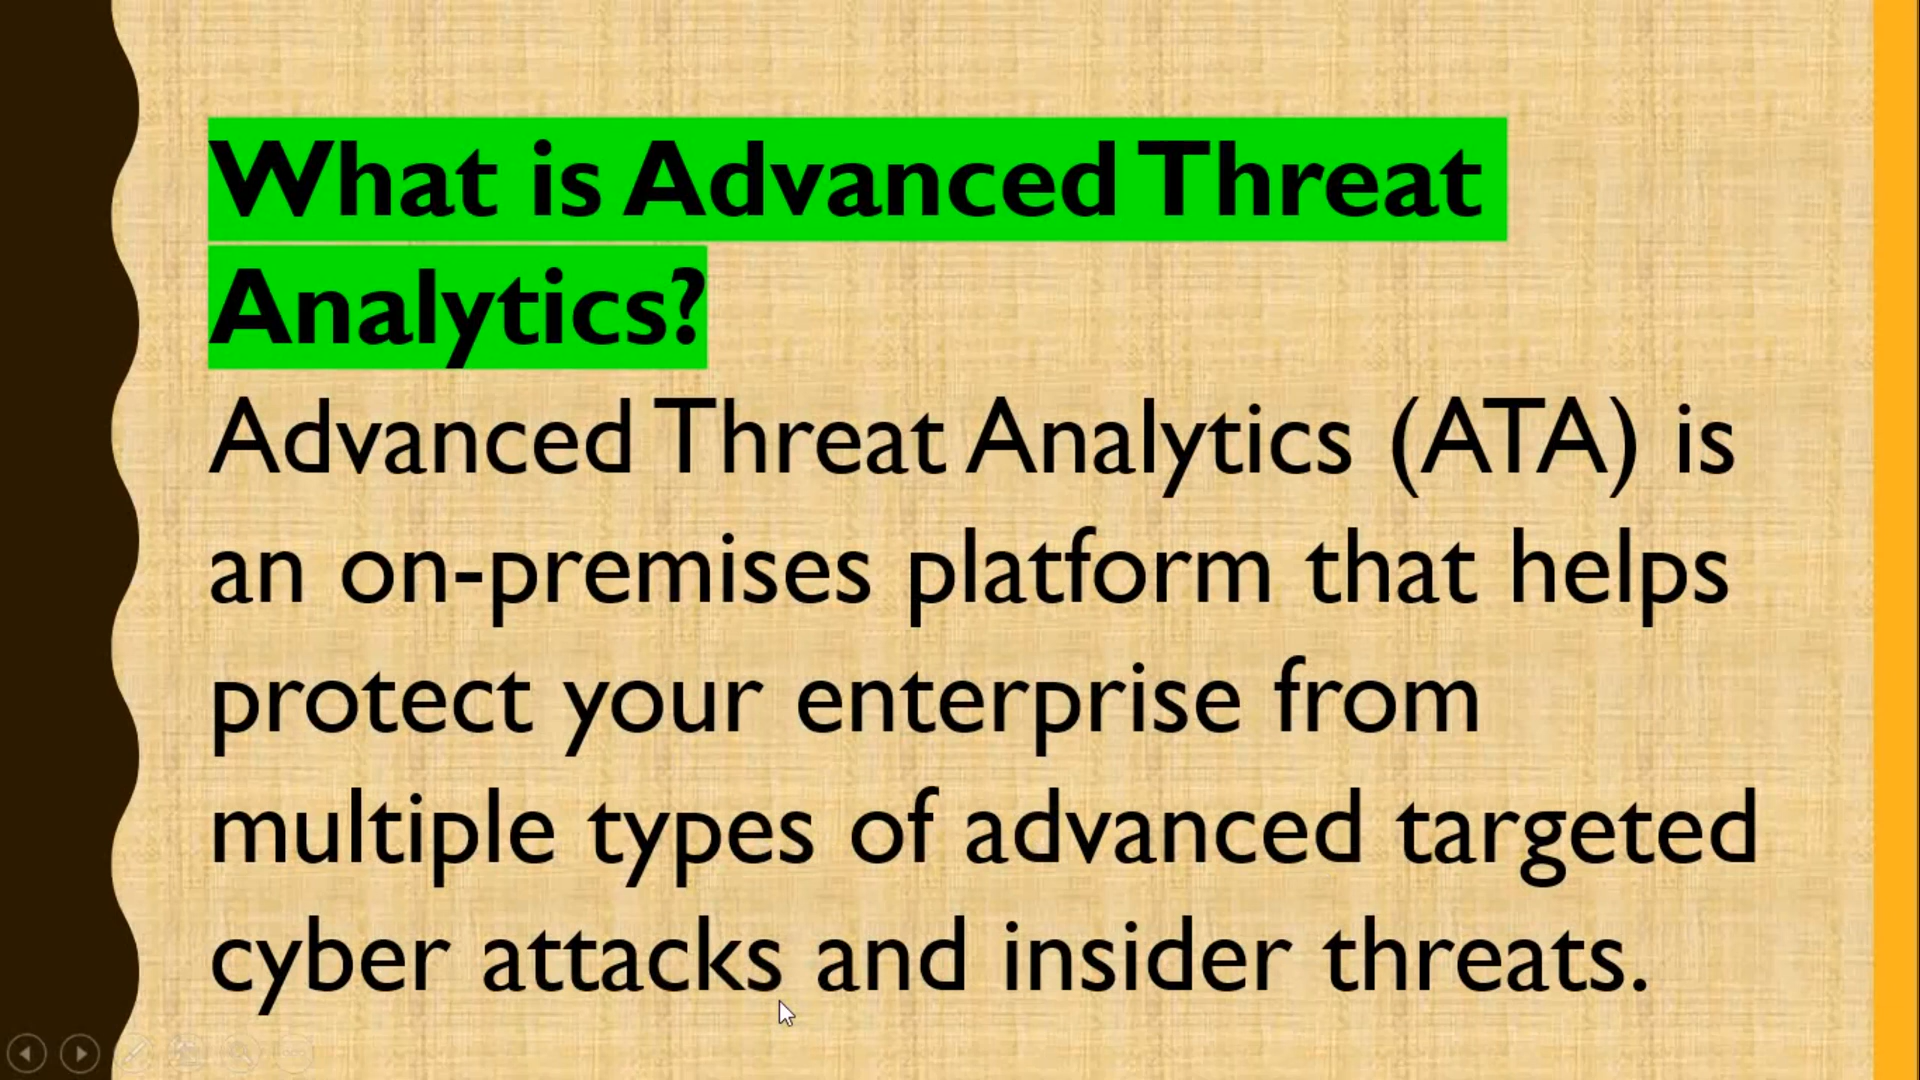 What is Advanced Threat
Analytics?
Advanced Threat Analytics (ATA) is
an on-premises platform that helps
protect your enterprise from
multiple types of advanced targeted
cyber attacks and insider threats.